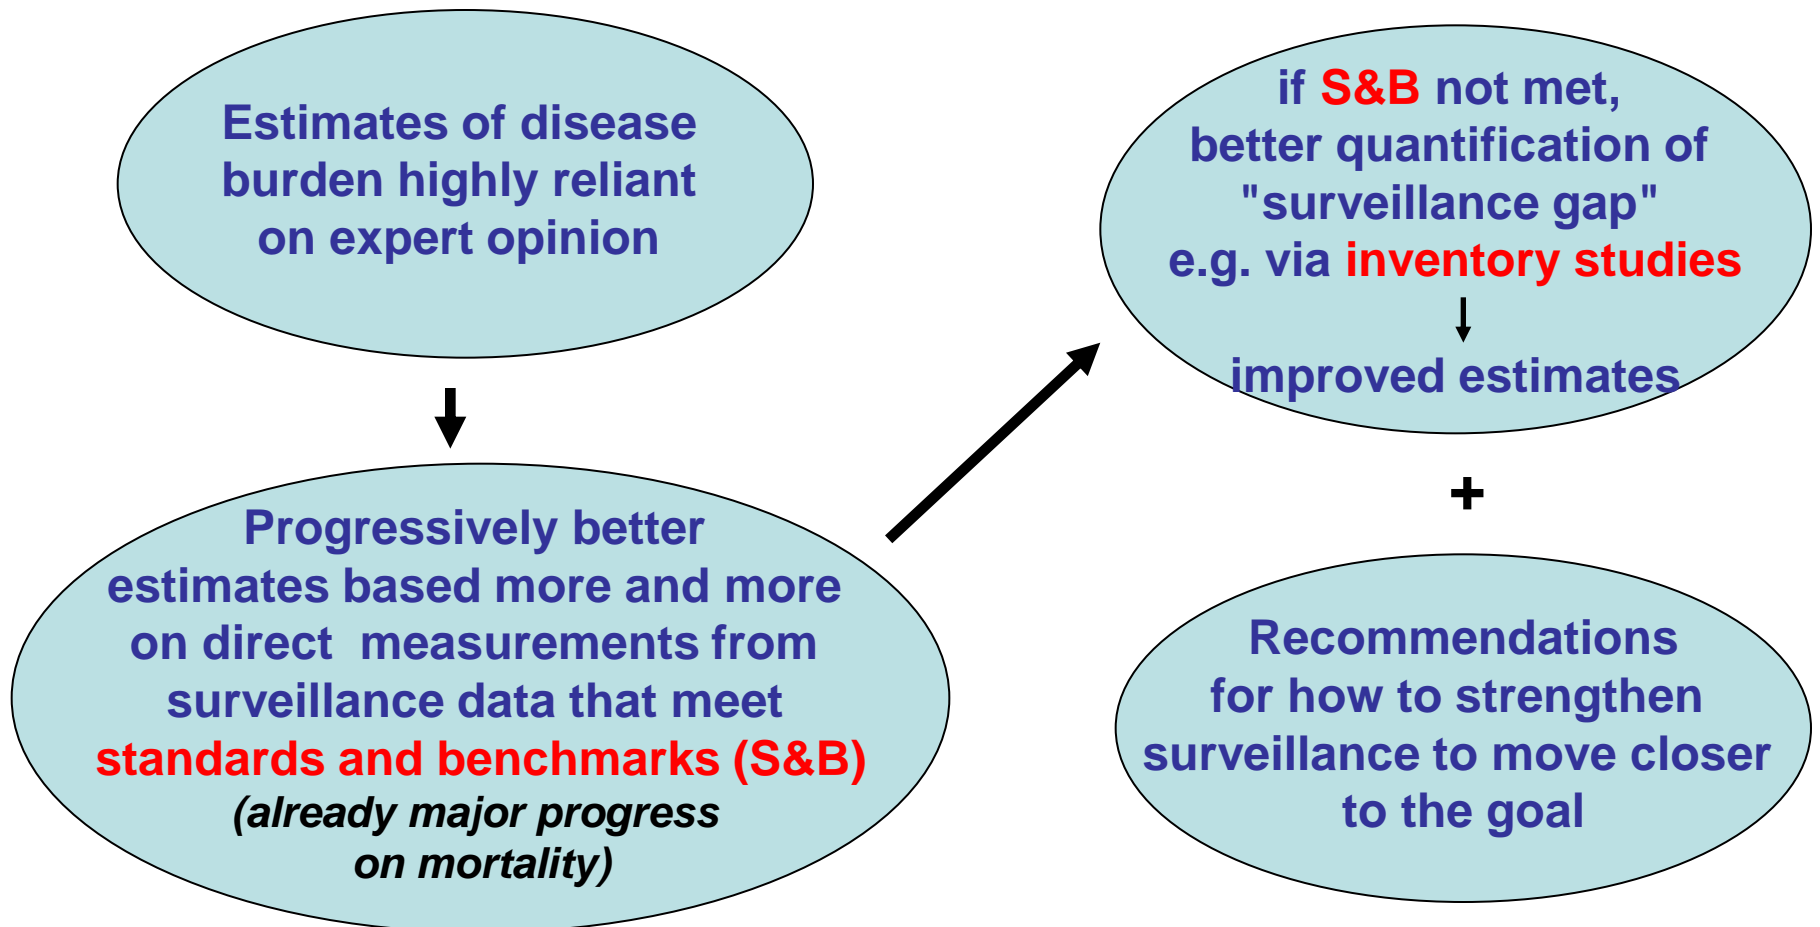 Estimates of disease
burden highly reliant
on expert opinion
Progressively better
estimates based more and more
on direct  measurements from
surveillance data that meet
standards and benchmarks (S&B)
(already major progress
on mortality)
if S&B not met,
better quantification of
"surveillance gap"
e.g. via inventory studies
improved estimates
+
Recommendations
for how to strengthen
surveillance to move closer
to the goal